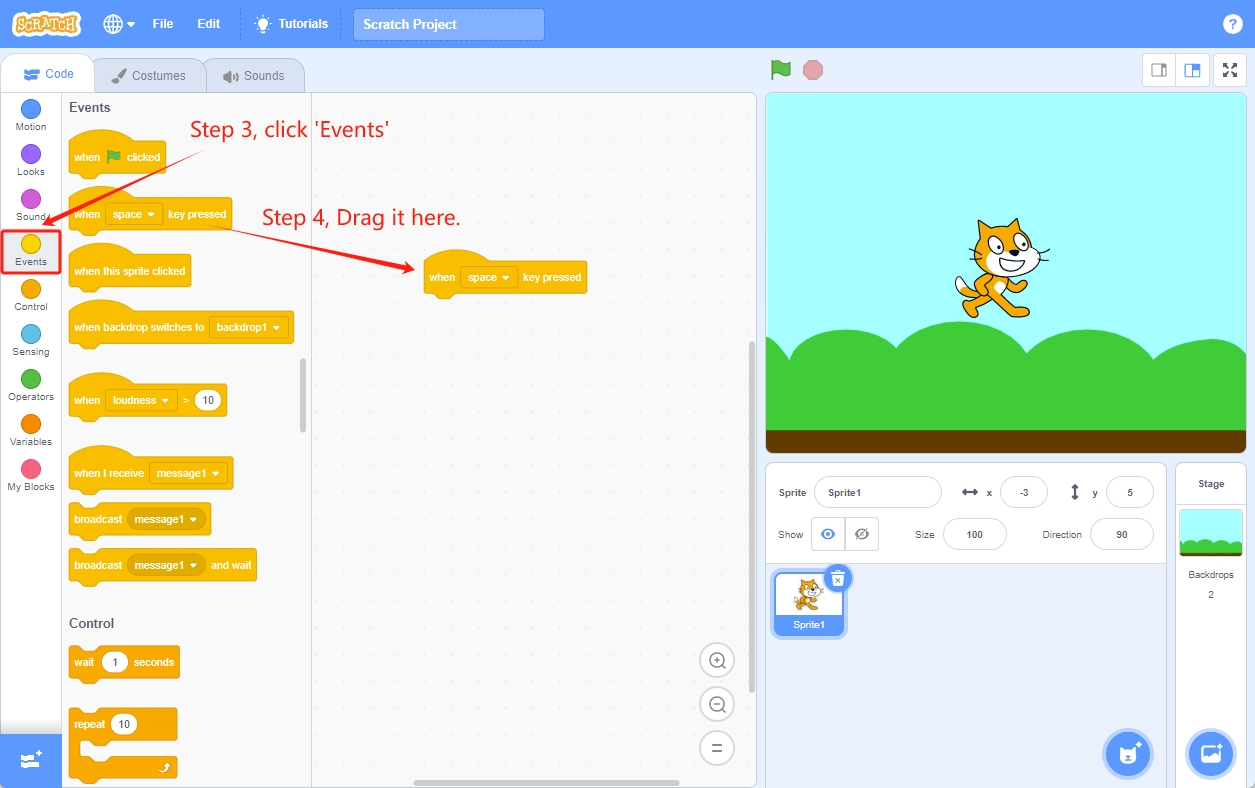 SCRATCH File Edit Tutorials Scratch Project ?
Code Costumes Sounds
Motion
Looks
Sound
Events
Control
Sensing
Operators
Variables
My Blocks
Events
when clicked
when space key pressed
when this sprite clicked
when backdrop switches to backdrop1
when loudness > 10
when I receive message1
broadcast message1
broadcast message1 and wait
Control
wait 1 seconds
repeat 10
Step 3, click 'Events'
Step 4, Drag it here.
when space key pressed
Sprite Sprite1 x -3 y 5
Show Size 100 Direction 90
Sprite1
Stage
Backdrops
2